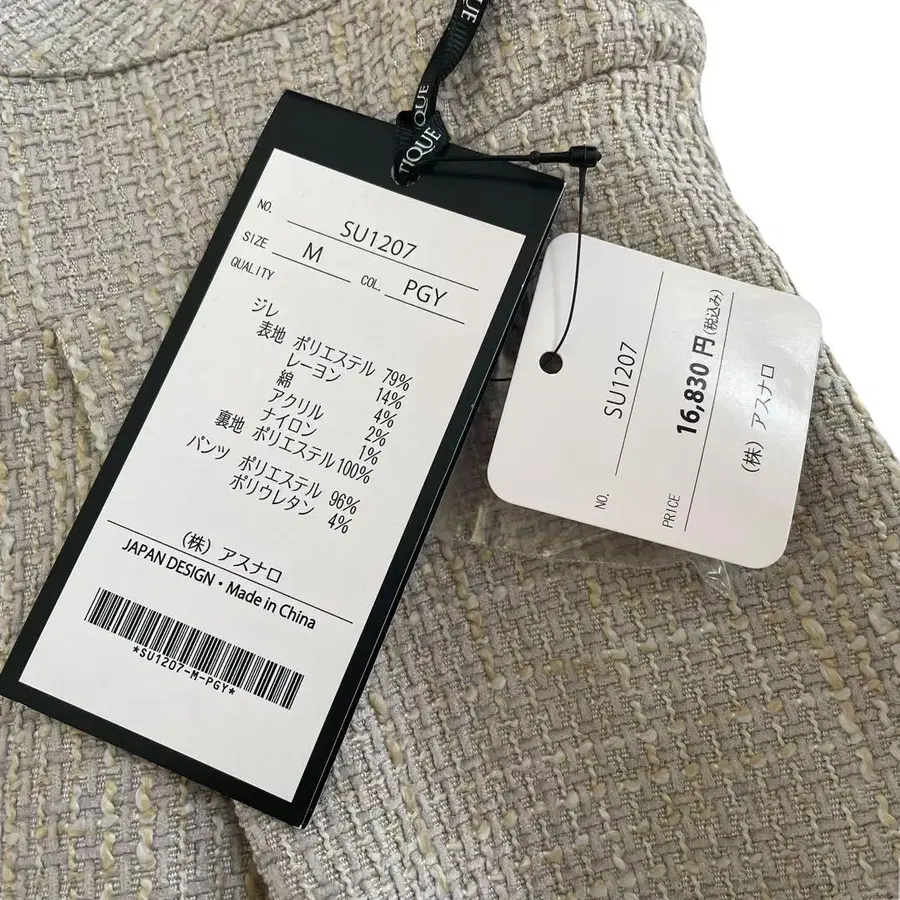 UE
OUE
TIQUE
NO. SU1207
SIZE M COL. PGY
QUALITY
ジレ
表地 ポリエステル 79%
レーヨン 14%
綿 4%
アクリル 2%
ナイロン 1%
裏地 ポリエステル 100%
パンツ ポリエステル 96%
ポリウレタン 4%
(株) アスナロ
JAPAN DESIGN・Made in China
*SU1207-M-PGY*
NO. SU1207
PRICE 16,830 円(税込み)
(株) アスナロ